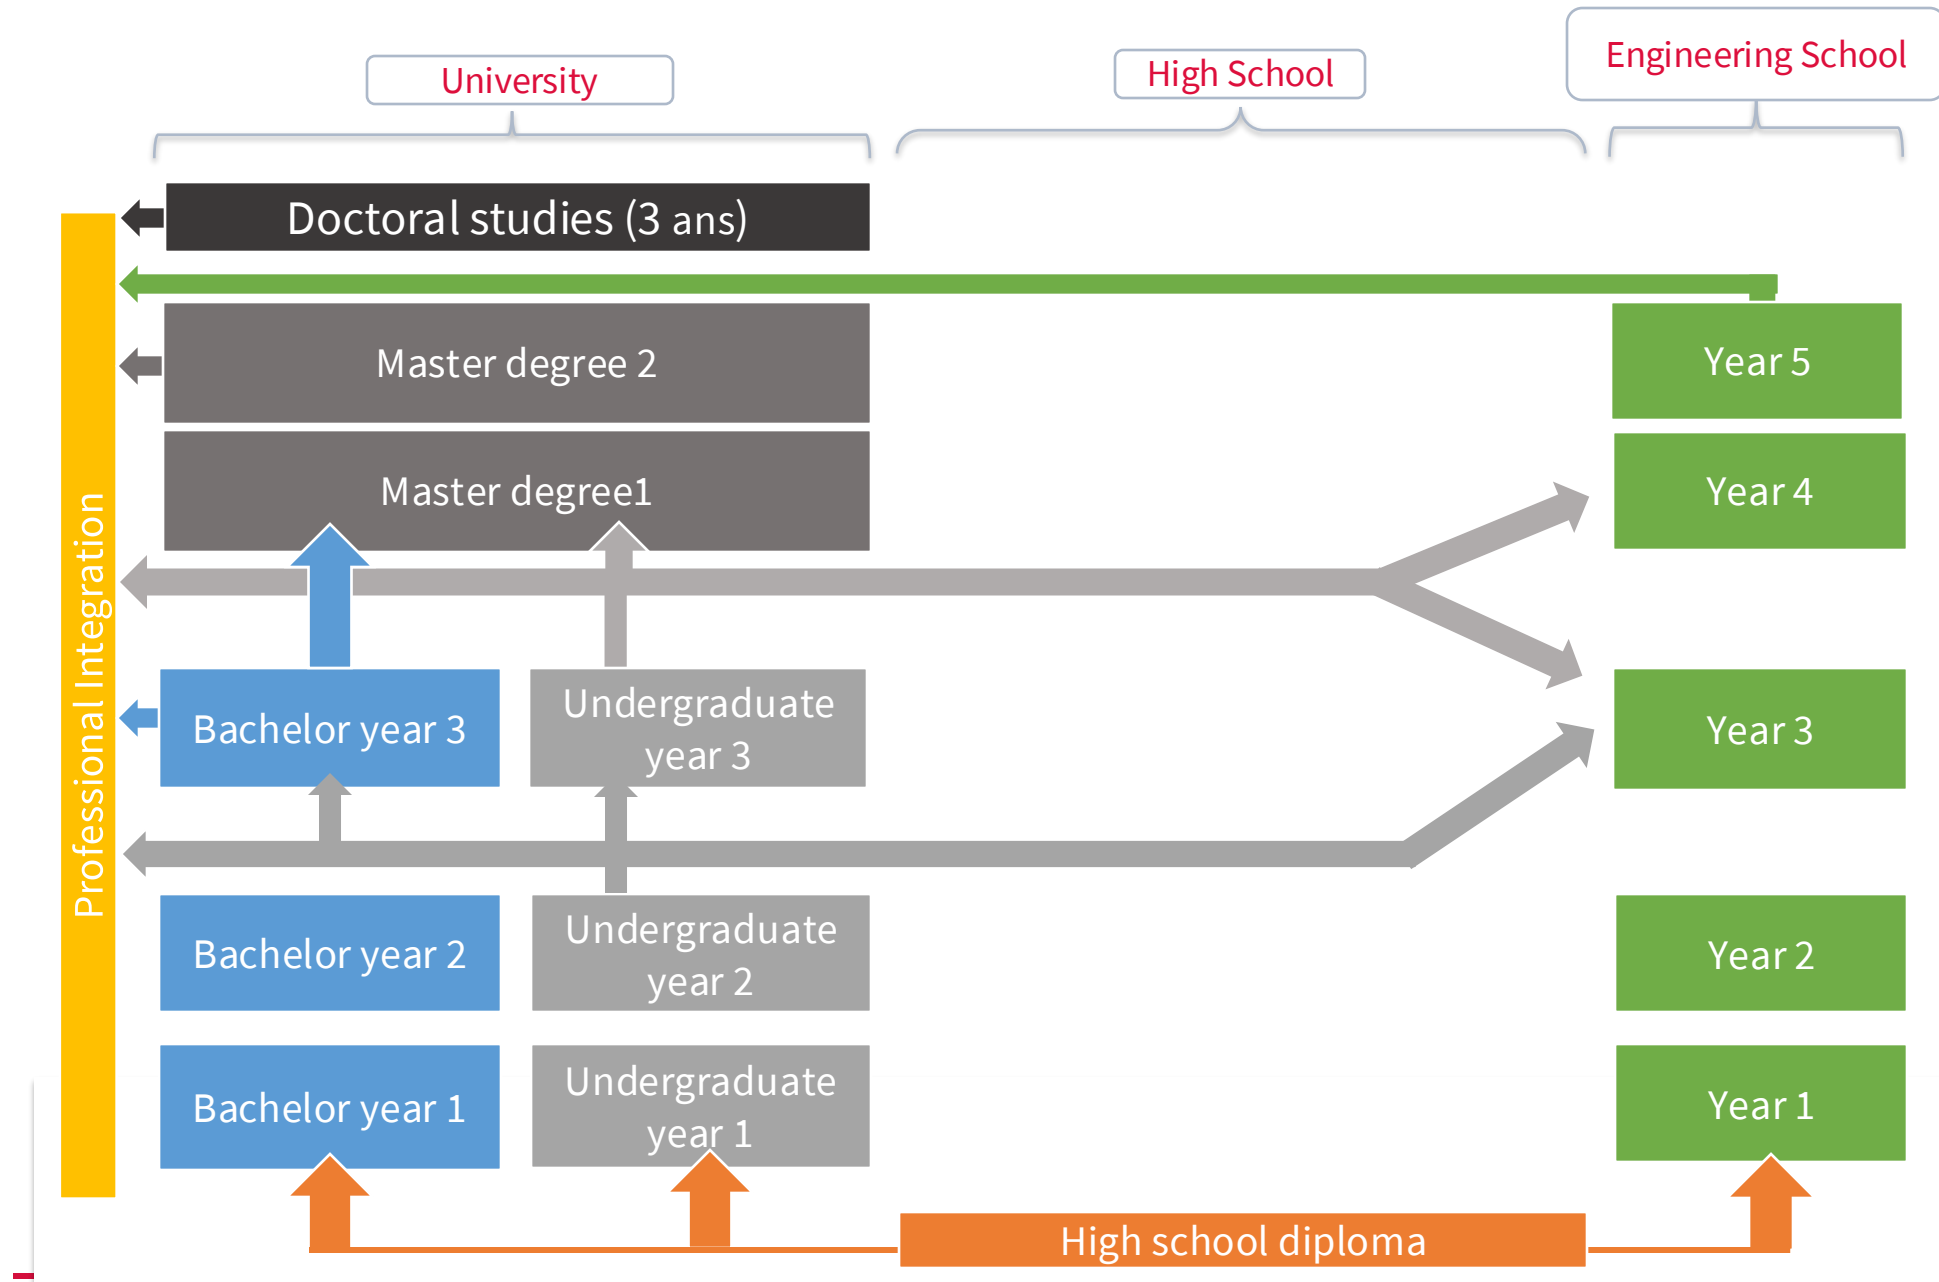 University
High School
Engineering School
Doctoral studies (3 ans)
Master degree 2
Year 5
Master degree1
Year 4
Professional Integration
Bachelor year 3
Undergraduate
year 3
Year 3
Bachelor year 2
Undergraduate
year 2
Year 2
Bachelor year 1
Undergraduate
year 1
Year 1
High school diploma